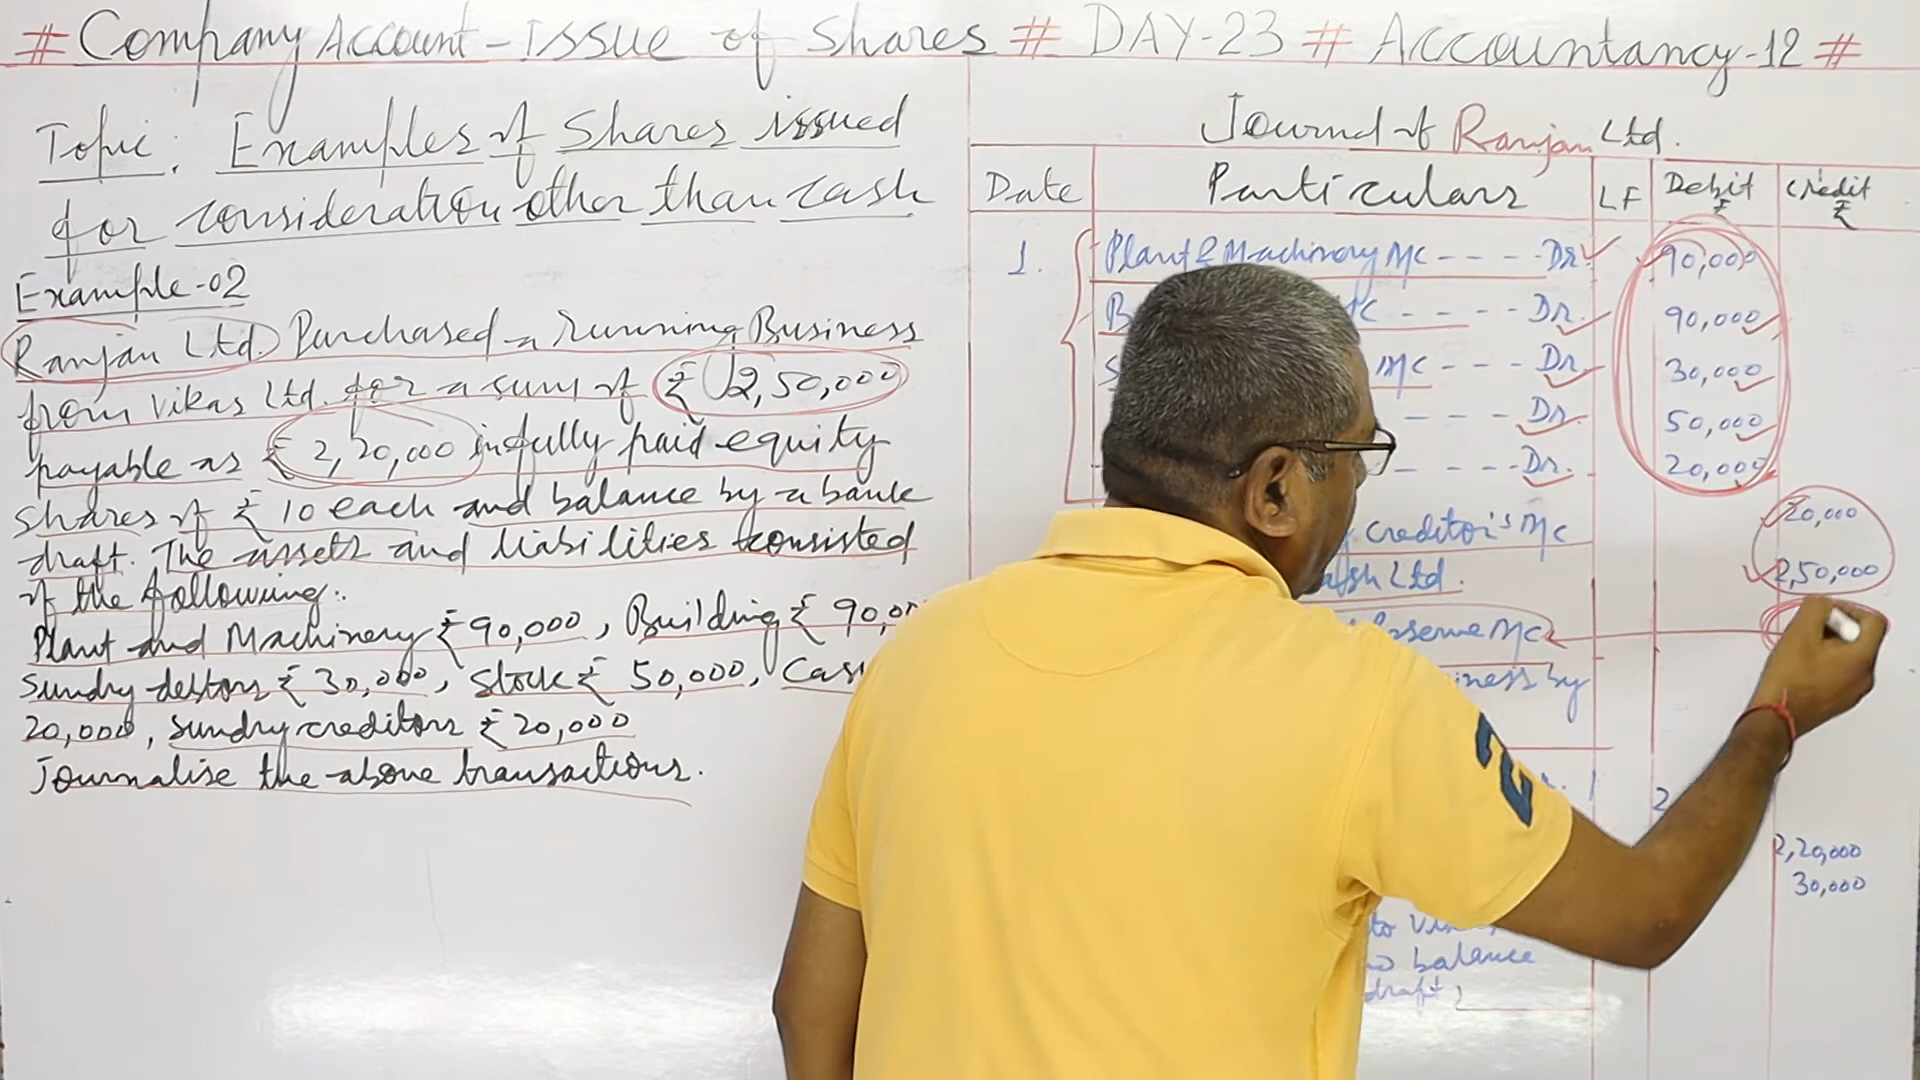 # Company Account - Issue of Shares # DAY-23 # Accountancy-12 #
Topic: Examples of Shares issued
for consideration other than cash
Example-02
Ranjan Ltd. Purchased a running Business
from Vikas Ltd. for a sum of ₹ 2,50,000
payable as ₹ 2,20,000 in fully paid equity
shares of ₹ 10 each and balance by a bank
draft. The assets and liabilities consisted
of the following:
Plant and Machinery ₹ 90,000, Building ₹ 90,
Sundry debtors ₹ 30,000, Stock ₹ 50,000,
20,000, Sundry creditors ₹ 20,000
Journalise the above transactions.
Journal of Ranjan Ltd.
Date Particulars LF Debit ₹ Credit ₹
1. Plant & Machinery A/c - - - - Dr. 90,000
- - - - Dr. 90,000
A/c - - - Dr. 30,000
- - - Dr. 50,000
- - - - Dr. 20,000
creditor's A/c 20,000
Ltd. 2,50,000
Reserve A/c
by
2
2,20,000
30,000
to
balance
draft,
2